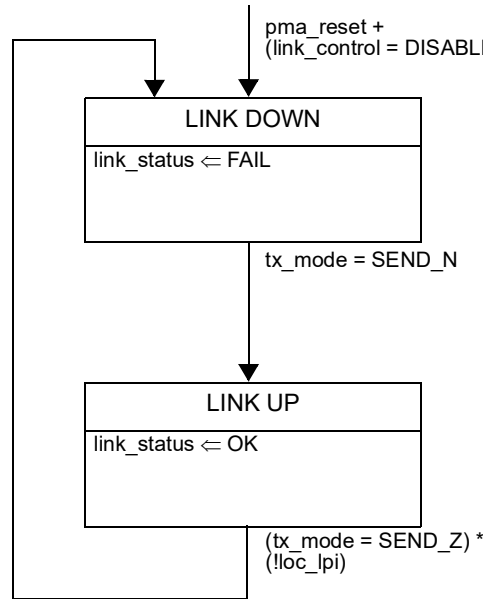 pma_reset +
(link_control = DISABL
LINK DOWN
link_status ⇐ FAIL
tx_mode = SEND_N
LINK UP
link_status ⇐ OK
(tx_mode = SEND_Z) *
(!loc_lpi)